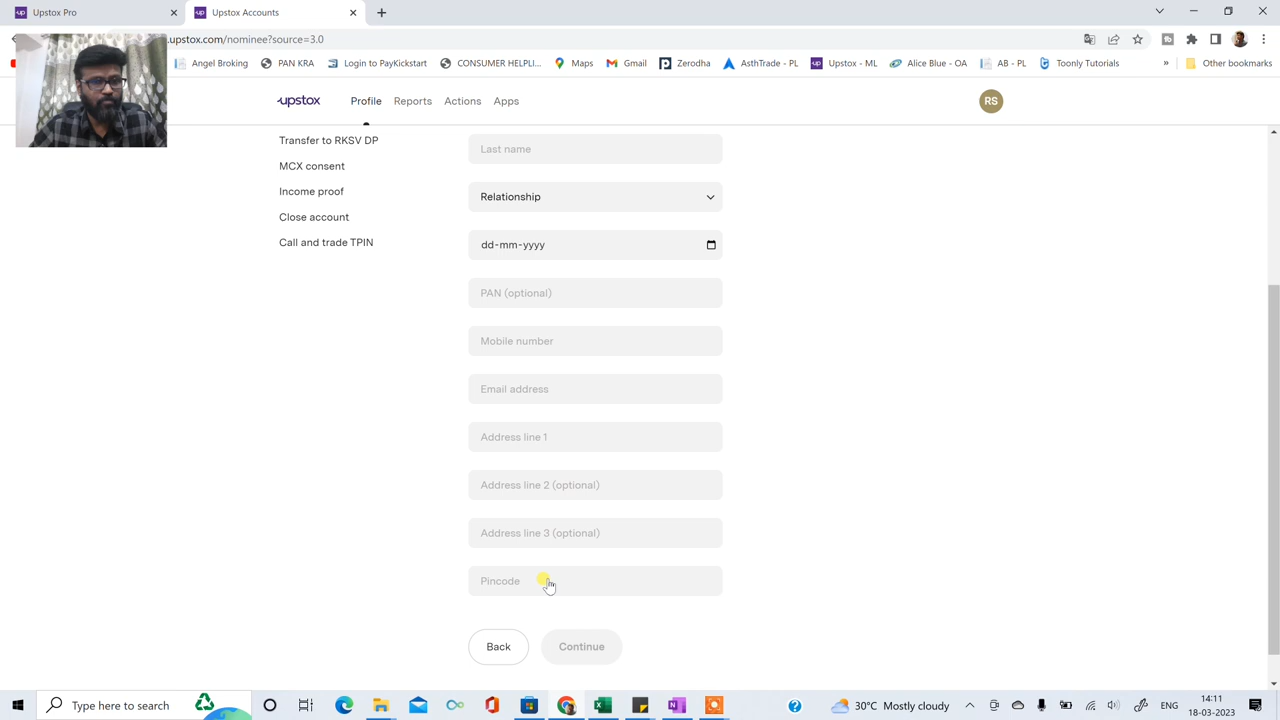 Upstox Pro
Upstox Accounts
.upstox.com/nominee?source=3.0
Angel Broking
PAN KRA
Login to PayKickstart
CONSUMER HELPLI...
Maps
Gmail
Zerodha
AsthTrade - PL
Upstox - ML
Alice Blue - OA
AB - PL
Toonly Tutorials
»
Other bookmarks
upstox
Profile
Reports
Actions
Apps
RS
Transfer to RKSV DP
MCX consent
Income proof
Close account
Call and trade TPIN
Last name
Relationship
dd-mm-yyyy
PAN (optional)
Mobile number
Email address
Address line 1
Address line 2 (optional)
Address line 3 (optional)
Pincode
Back
Continue
Type here to search
30°C Mostly cloudy
ENG
14:11
18-03-2023